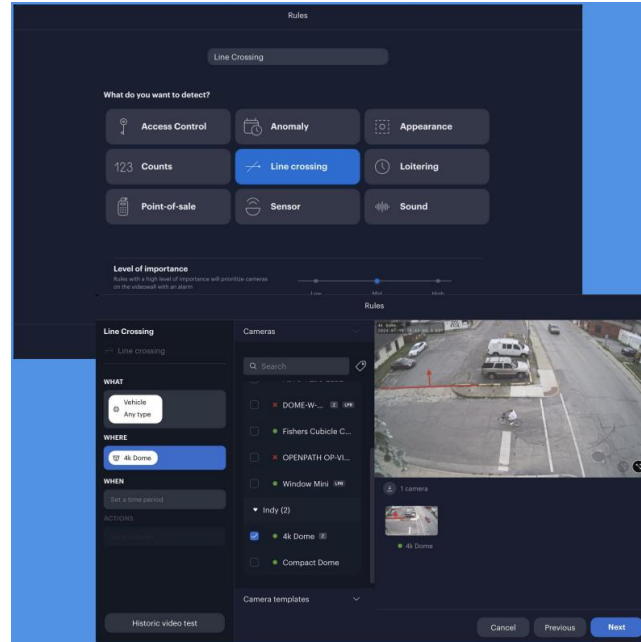 Rules
Line Crossing
What do you want to detect?
Access Control
Anomaly
Appearance
123 Counts
Line crossing
Loitering
Point-of-sale
Sensor
Sound
Level of importance
Rules with a high level of importance will prioritize cameras
on the videowall with an alarm
Low
Mid
High
Rules
Line Crossing
Line crossing
WHAT
Vehicle
Any type
WHERE
4k Dome
WHEN
Set a time period
ACTIONS
Cameras
Search
DOME-W-... Z LPR
Fishers Cubicle C...
OPENPATH OP-VI...
Window Mini LPR
Indy (2)
4k Dome Z
Compact Dome
Camera templates
Historic video test
4k Dome
1 camera
4k Dome
Cancel
Previous
Next